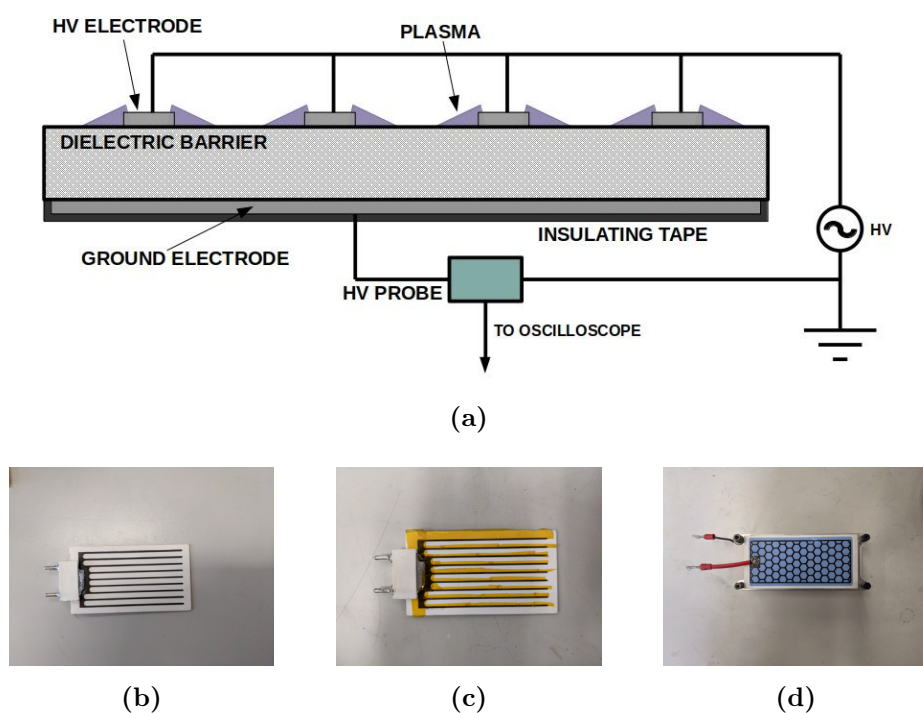 HV ELECTRODE
PLASMA
DIELECTRIC BARRIER
INSULATING TAPE
HV
GROUND ELECTRODE
HV PROBE
TO OSCILLOSCOPE
(a)
(b)
(c)
(d)